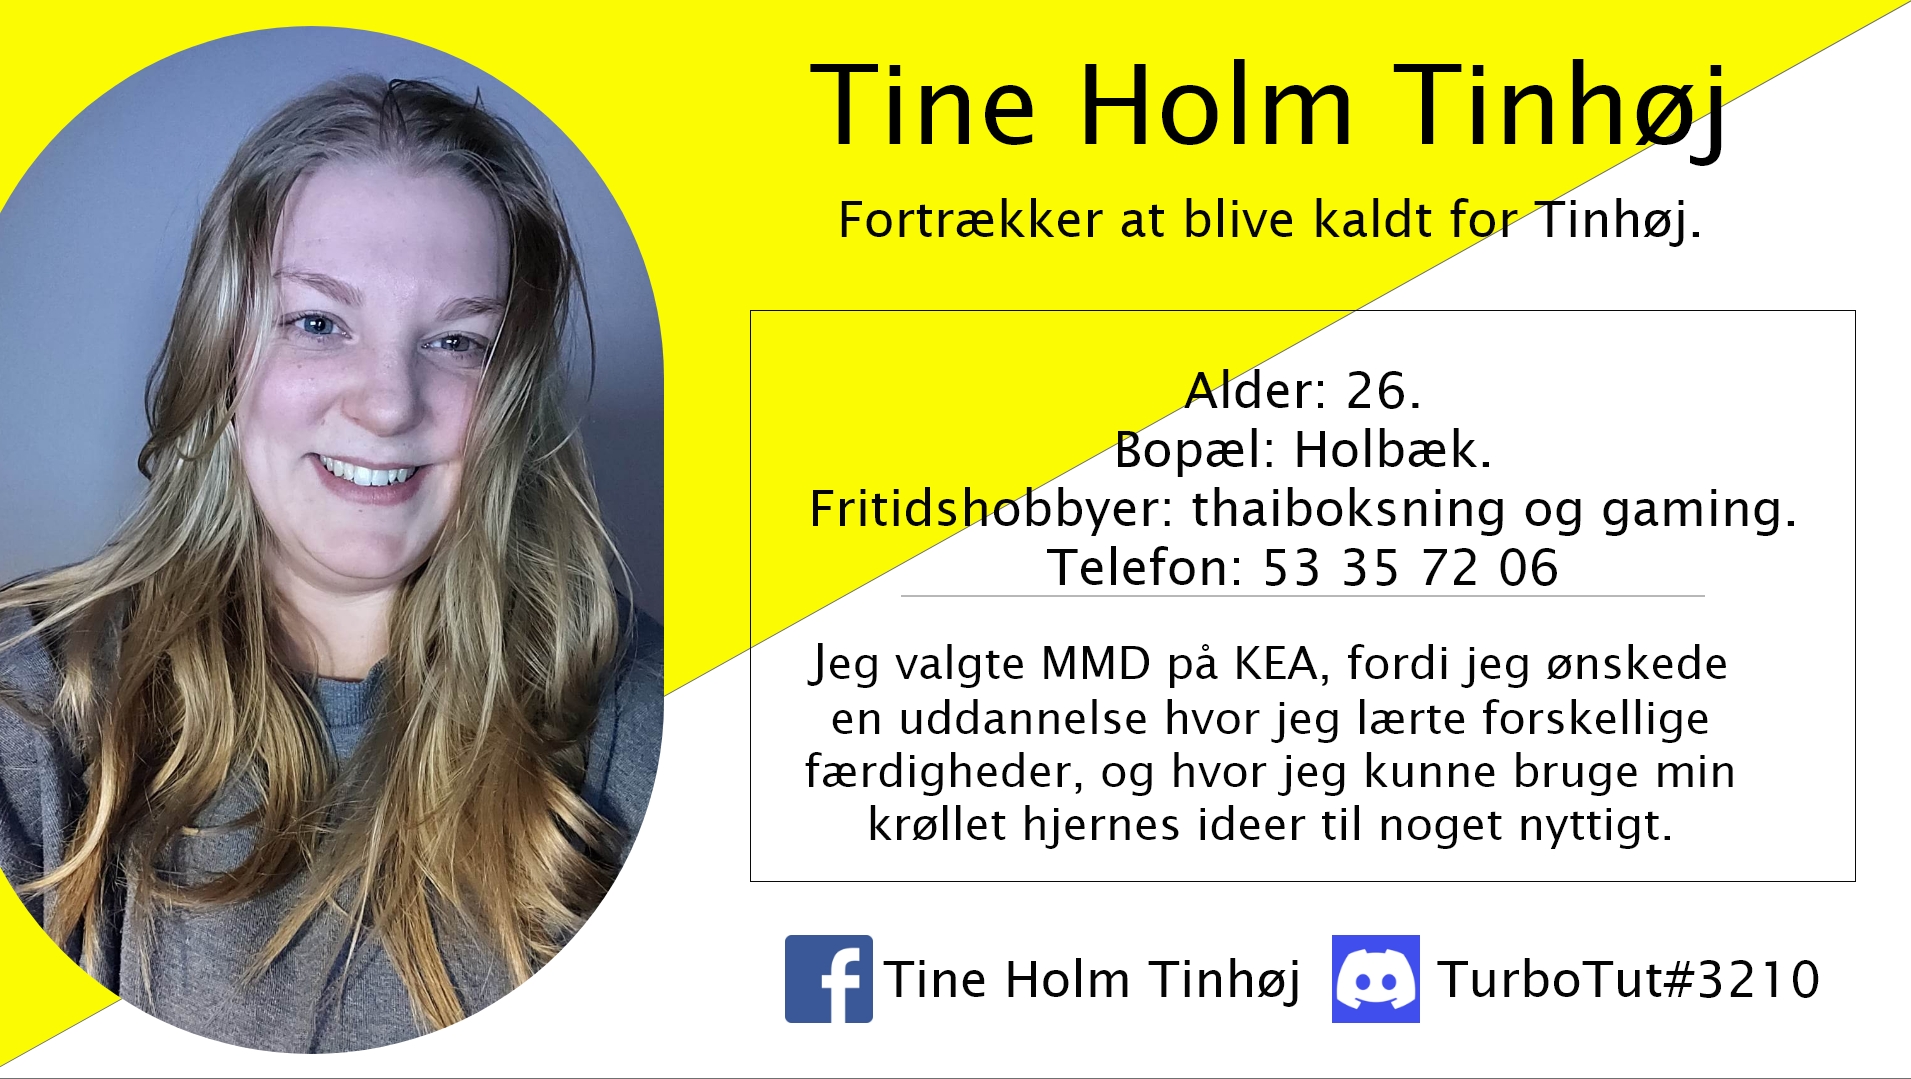 Tine Holm Tinhøj
Fortrækker at blive kaldt for Tinhøj.
Alder: 26.
Bopæl: Holbæk.
Fritidshobbyer: thaiboksning og gaming.
Telefon: 53 35 72 06
Jeg valgte MMD på KEA, fordi jeg ønskede
en uddannelse hvor jeg lærte forskellige
færdigheder, og hvor jeg kunne bruge min
krøllet hjernes ideer til noget nyttigt.
f Tine Holm Tinhøj TurboTut#3210